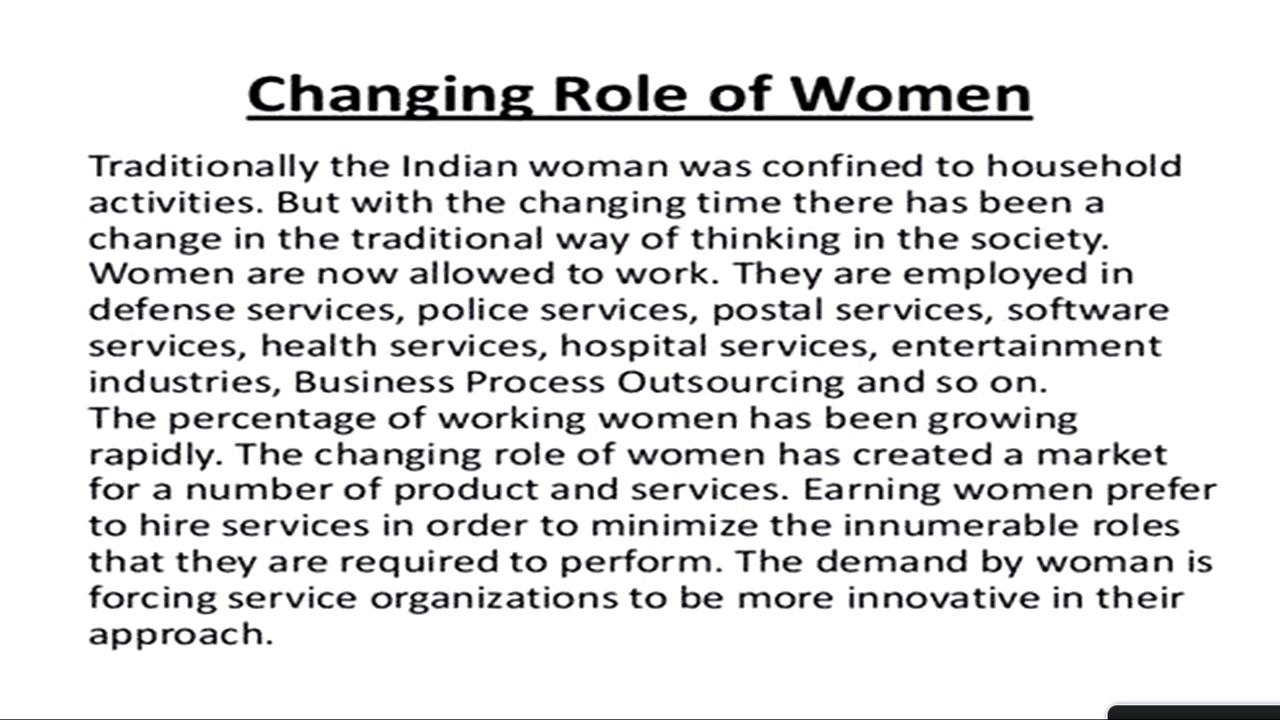 Changing Role of Women
Traditionally the Indian woman was confined to household
activities. But with the changing time there has been a
change in the traditional way of thinking in the society.
Women are now allowed to work. They are employed in
defense services, police services, postal services, software
services, health services, hospital services, entertainment
industries, Business Process Outsourcing and so on.
The percentage of working women has been growing
rapidly. The changing role of women has created a market
for a number of product and services. Earning women prefer
to hire services in order to minimize the innumerable roles
that they are required to perform. The demand by woman is
forcing service organizations to be more innovative in their
approach.